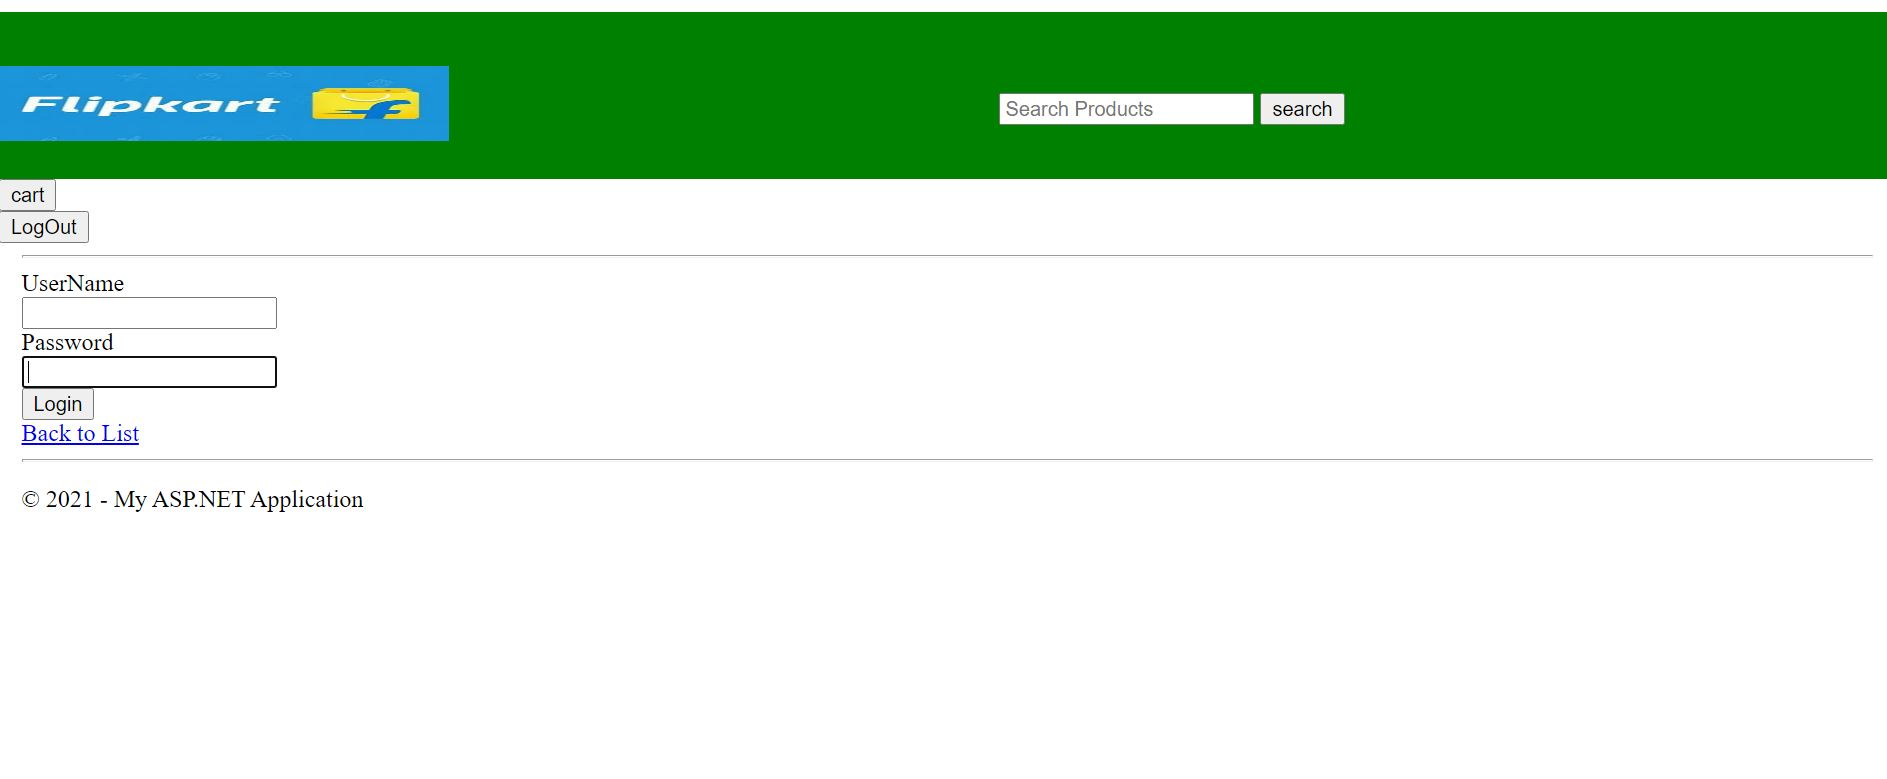 Flipkart
Search Products search
cart
LogOut
UserName
Password
Login
Back to List
© 2021 - My ASP.NET Application